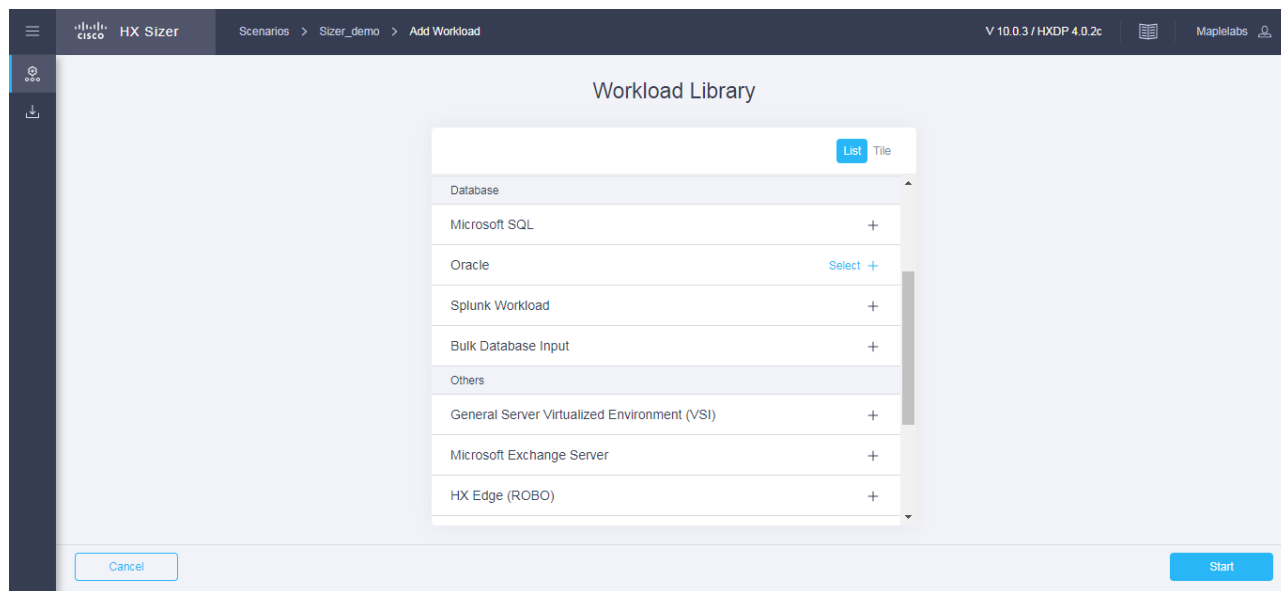 cisco HX Sizer Scenarios > Sizer_demo > Add Workload V 10.0.3 / HXDP 4.0.2c Maplelabs
Workload Library
List Tile
Database
Microsoft SQL +
Oracle Select +
Splunk Workload +
Bulk Database Input +
Others
General Server Virtualized Environment (VSI) +
Microsoft Exchange Server +
HX Edge (ROBO) +
Cancel Start